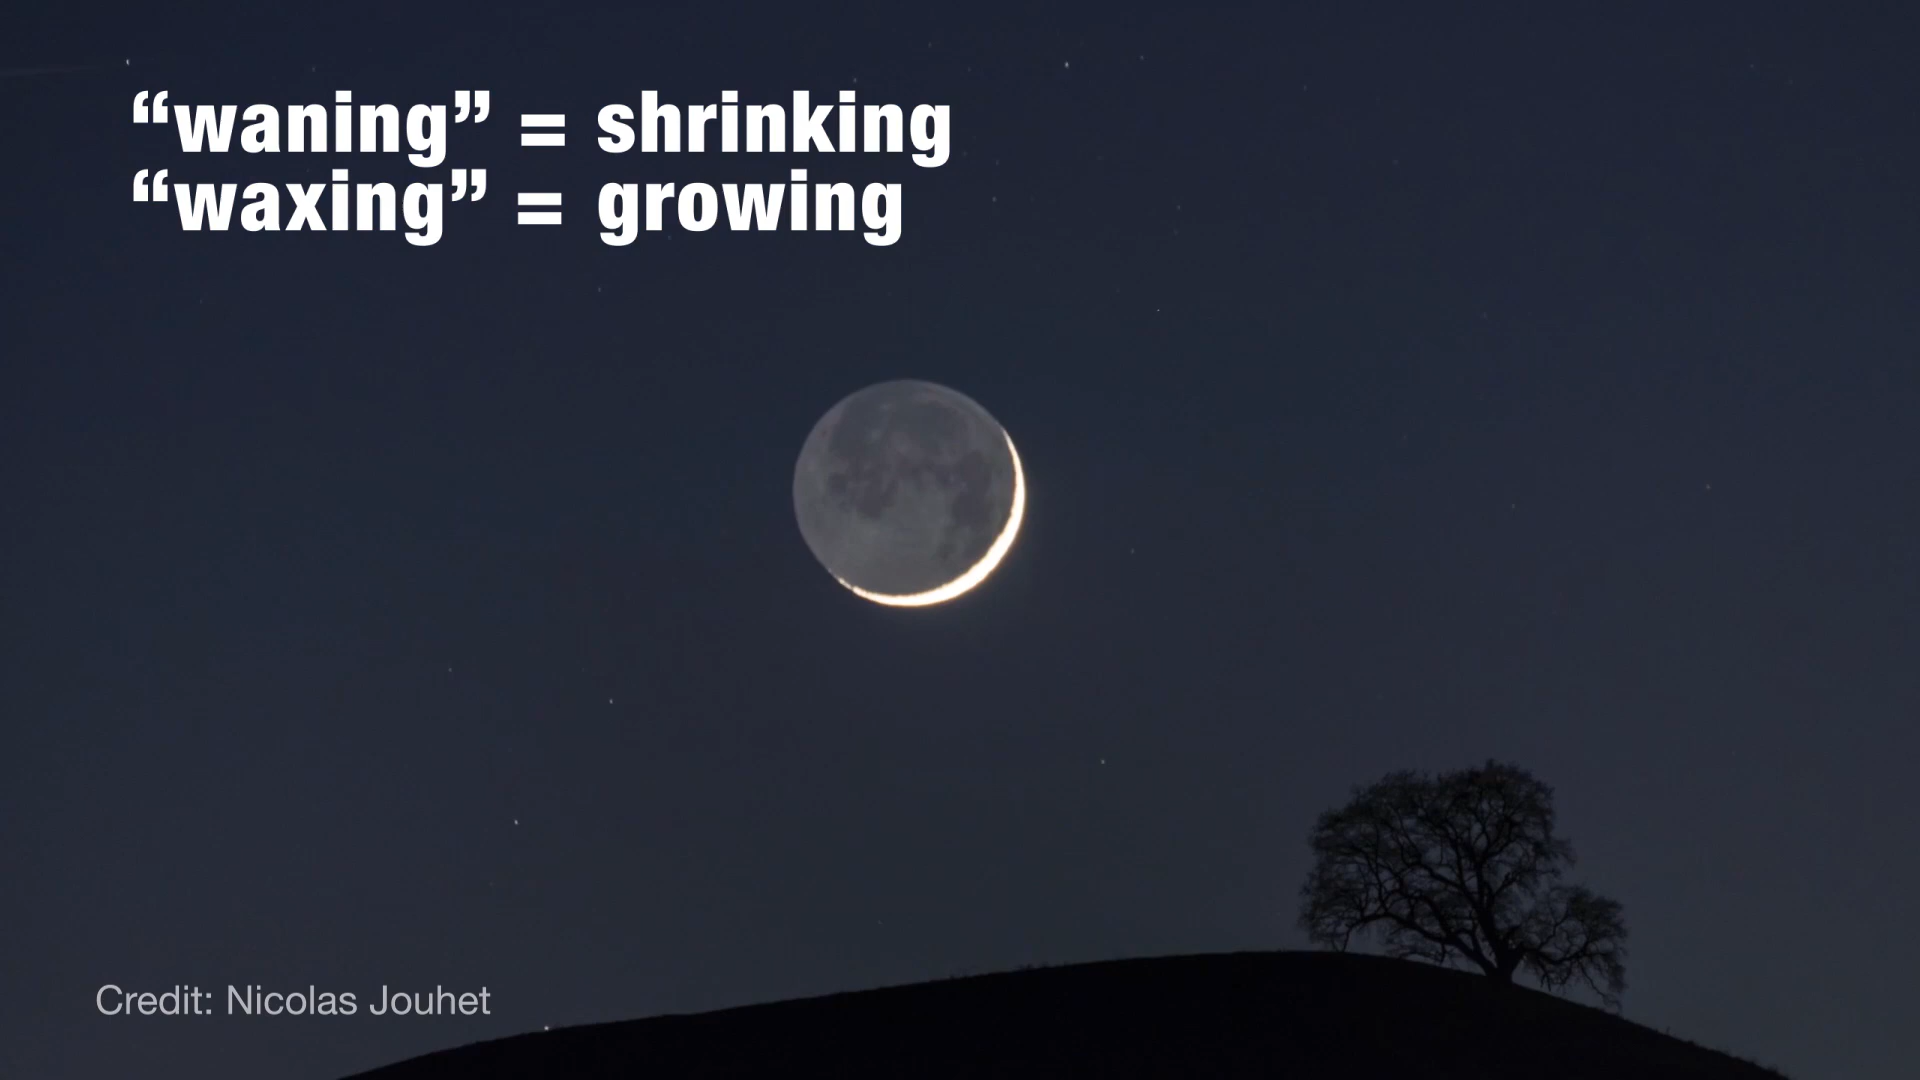 “waning” = shrinking
“waxing” = growing
Credit: Nicolas Jouhet